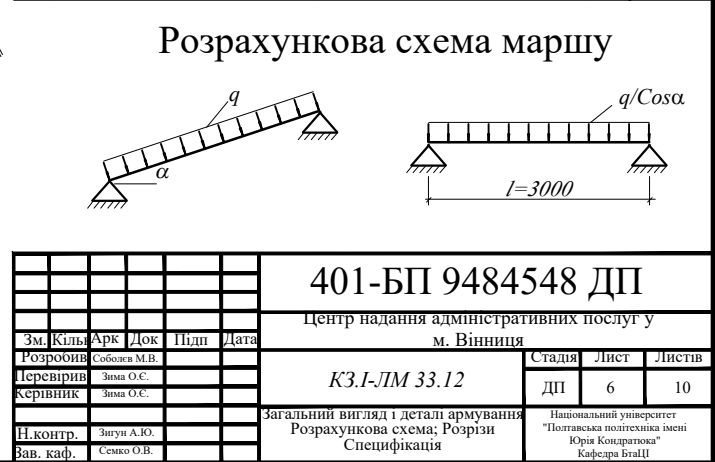 Розрахункова схема маршу
q
α
q/Cosα
l=3000
401-БП 9484548 ДП
Центр надання адміністративних послуг у
м. Вінниця
Зм. Кільк Арк Док Підп Дата
Розробив Соболєв М.В.
Перевірив Зима О.Є.
Керівник Зима О.Є.
Н.контр. Зигун А.Ю.
Зав. каф. Семко О.В.
КЗ.І-ЛМ 33.12
Стадія Лист Листів
ДП 6 10
Загальний вигляд і деталі армування
Розрахункова схема; Розрізи
Специфікація
Національний університет
"Полтавська політехніка імені
Юрія Кондратюка"
Кафедра БтаЦІ